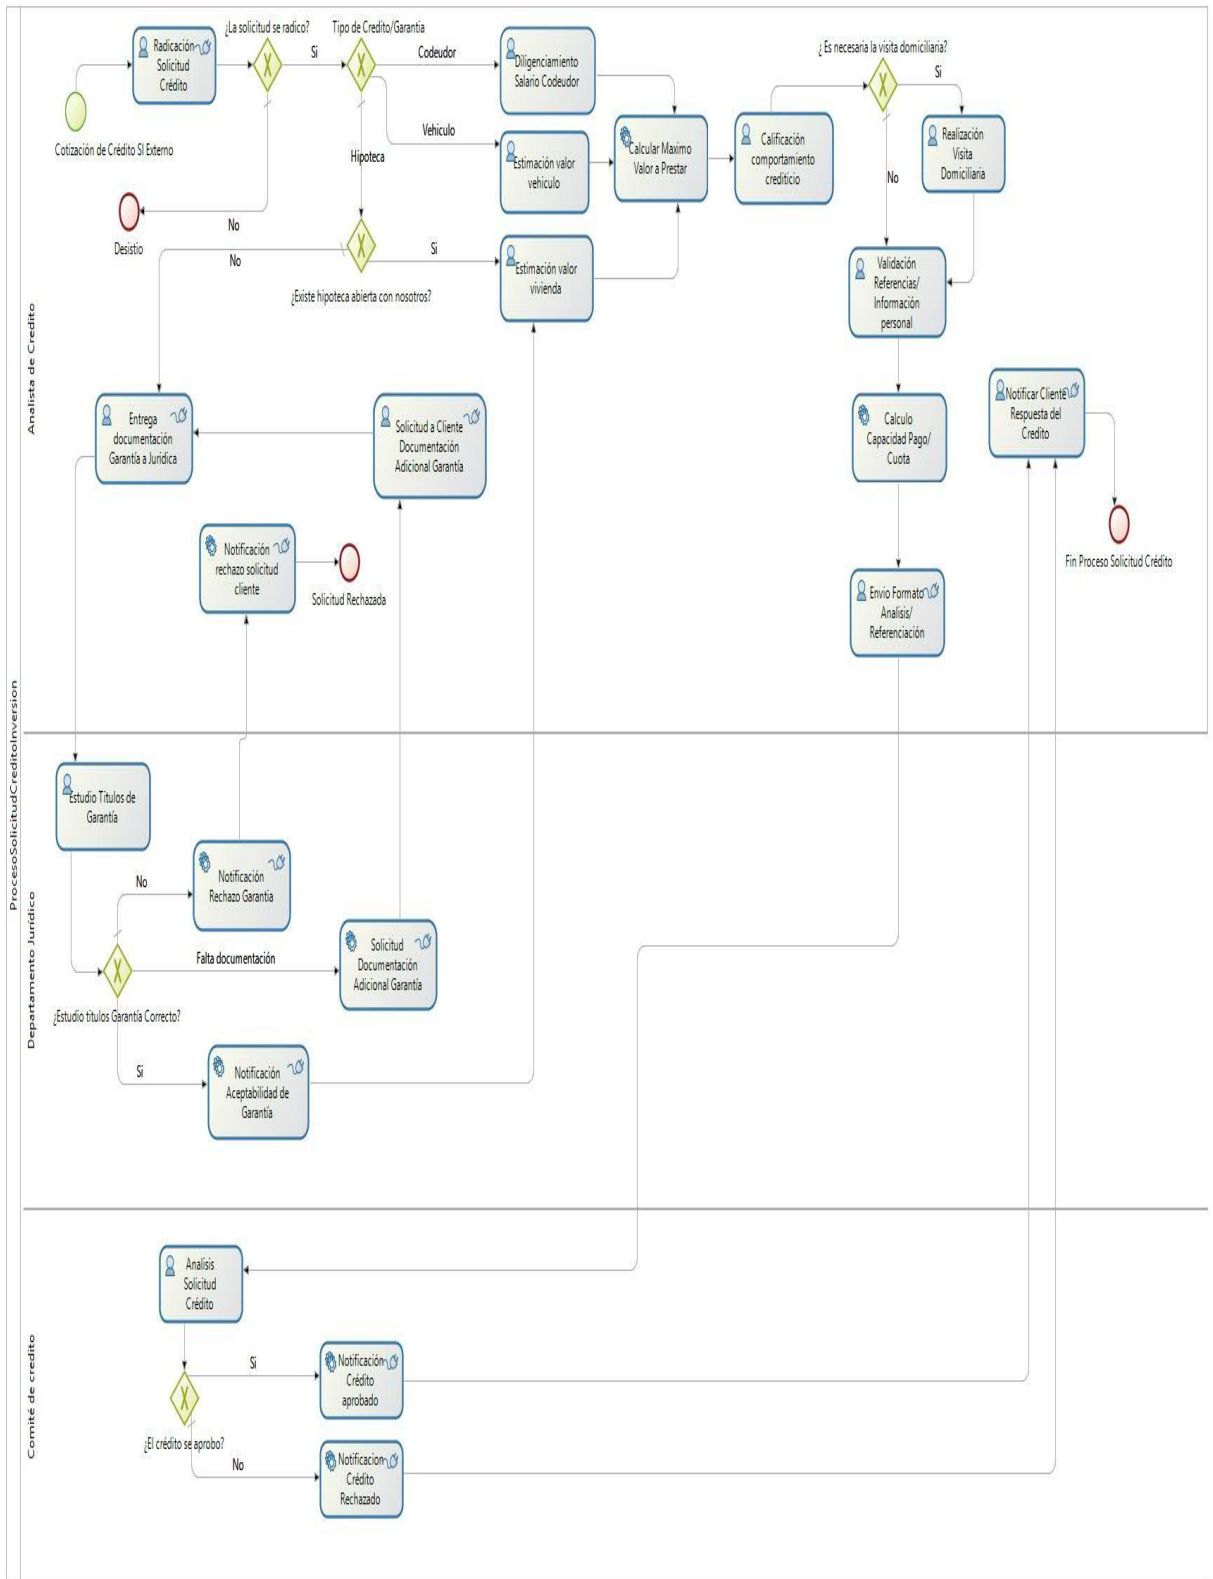 ProcesoSolicitudCreditoInversion
Analista de Credito
Cotización de Crédito SI Externo
Radicación
Solicitud
Crédito
¿La solicitud se radico?
Si
No
Desistio
Tipo de Credito/Garantia
Codeudor
Vehiculo
Hipoteca
Diligenciamiento
Salario Codeudor
Estimación valor
vehiculo
¿Existe hipoteca abierta con nosotros?
Si
No
Estimación valor
vivienda
Calcular Maximo
Valor a Prestar
Calificación
comportamiento
crediticio
¿ Es necesaria la visita domiciliaria?
Si
No
Realización
Visita
Domiciliaria
Validación
Referencias/
Información
personal
Calculo
Capacidad Pago/
Cuota
Envio Formato
Analisis/
Referenciación
Notificar Cliente
Respuesta del
Credito
Fin Proceso Solicitud Crédito
Entrega
documentación
Garantía a Juridica
Solicitud a Cliente
Documentación
Adicional Garantía
Notificación
rechazo solicitud
cliente
Solicitud Rechazada
Departamento Jurídico
Estudio Titulos de
Garantía
¿Estudio titulos Garantía Correcto?
No
Falta documentación
Si
Notificación
Rechazo Garantia
Solicitud
Documentación
Adicional Garantía
Notificación
Aceptabilidad de
Garantía
Comité de credito
Analisis
Solicitud
Crédito
¿El crédito se aprobo?
Si
No
Notificación
Crédito
aprobado
Notificacion
Crédito
Rechazado